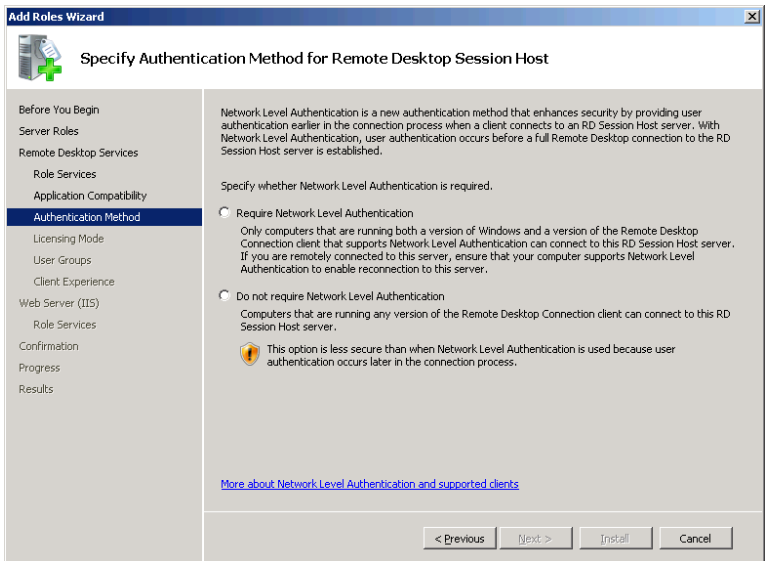 Add Roles Wizard
Specify Authentication Method for Remote Desktop Session Host
Before You Begin
Server Roles
Remote Desktop Services
Role Services
Application Compatibility
Authentication Method
Licensing Mode
User Groups
Client Experience
Web Server (IIS)
Role Services
Confirmation
Progress
Results
Network Level Authentication is a new authentication method that enhances security by providing user
authentication earlier in the connection process when a client connects to an RD Session Host server. With
Network Level Authentication, user authentication occurs before a full Remote Desktop connection to the RD
Session Host server is established.
Specify whether Network Level Authentication is required.
Require Network Level Authentication
Only computers that are running both a version of Windows and a version of the Remote Desktop
Connection client that supports Network Level Authentication can connect to this RD Session Host server.
If you are remotely connected to this server, ensure that your computer supports Network Level
Authentication to enable reconnection to this server.
Do not require Network Level Authentication
Computers that are running any version of the Remote Desktop Connection client can connect to this RD
Session Host server.
This option is less secure than when Network Level Authentication is used because user
authentication occurs later in the connection process.
More about Network Level Authentication and supported clients
< Previous
Next >
Install
Cancel